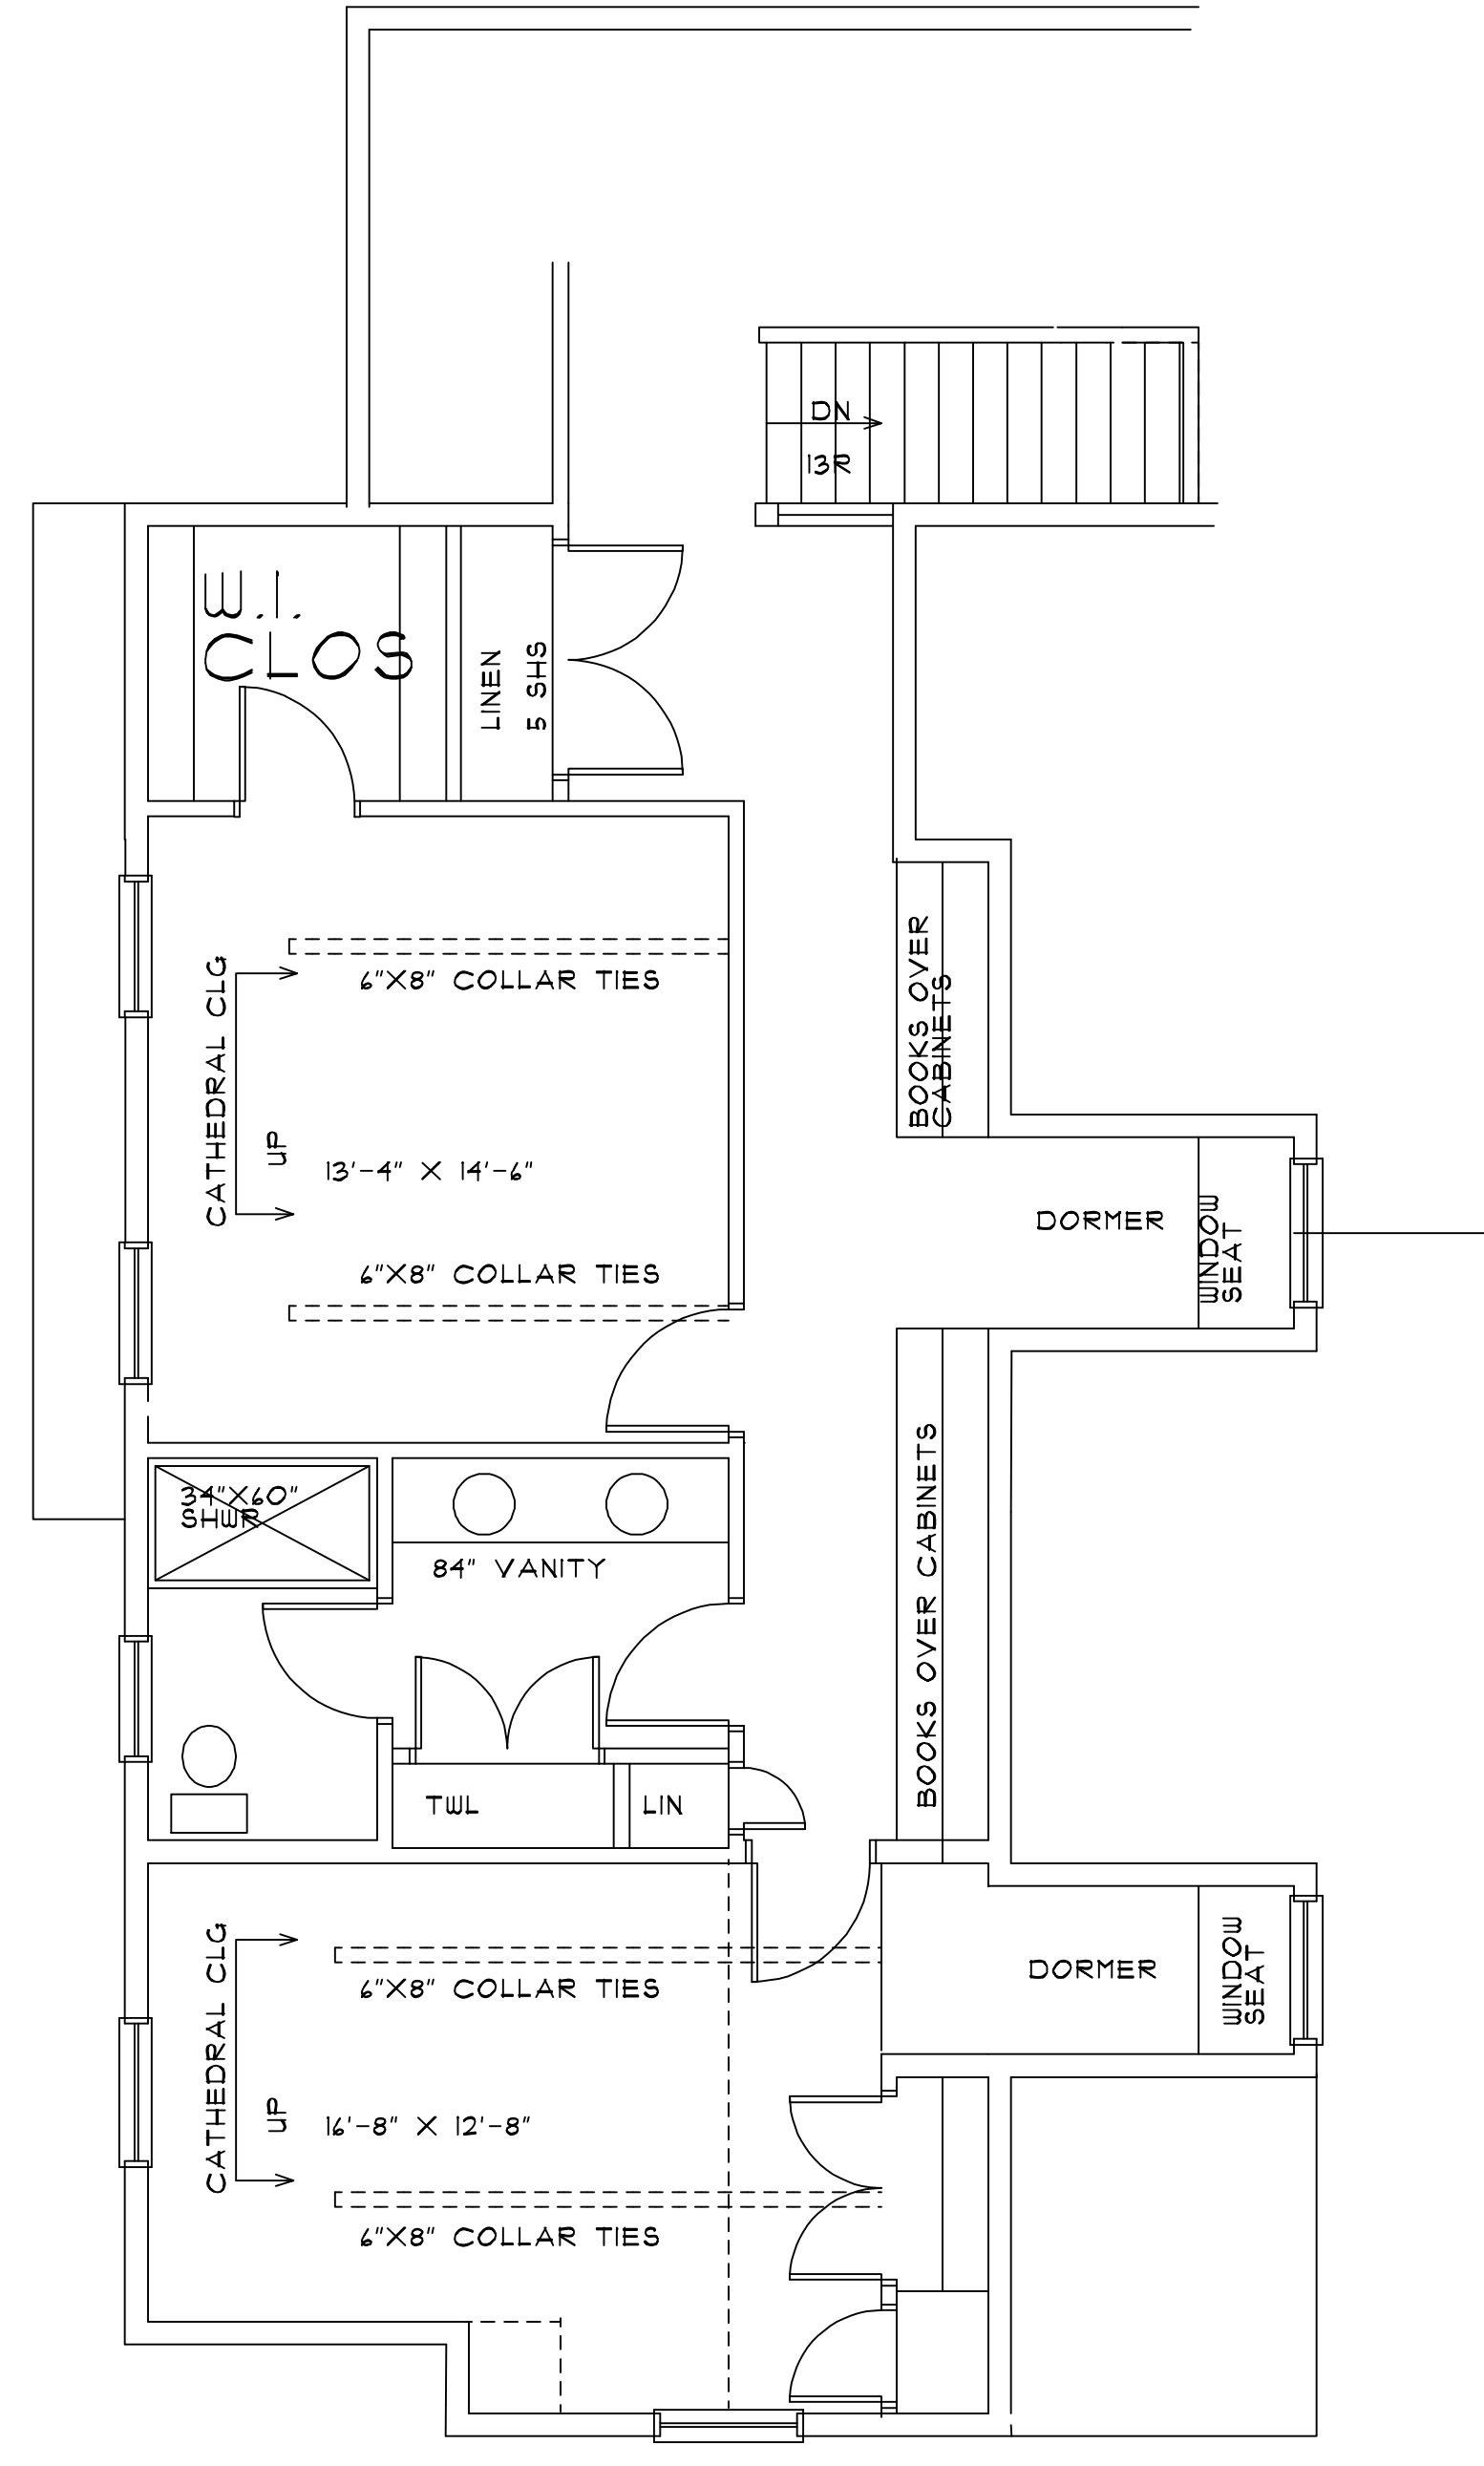 DN
13R
W.I.
CLOS
LINEN
5 SHS
BOOKS OVER
CABINETS
6"X8" COLLAR TIES
CATHEDRAL CLG
UP
13'-4" X 14'-6"
DORMER
WINDOW
SEAT
6"X8" COLLAR TIES
34"X60"
SHWR
84" VANITY
BOOKS OVER CABINETS
TWL
LIN
6"X8" COLLAR TIES
DORMER
WINDOW
SEAT
CATHEDRAL CLG
UP
16'-8" X 12'-8"
6"X8" COLLAR TIES